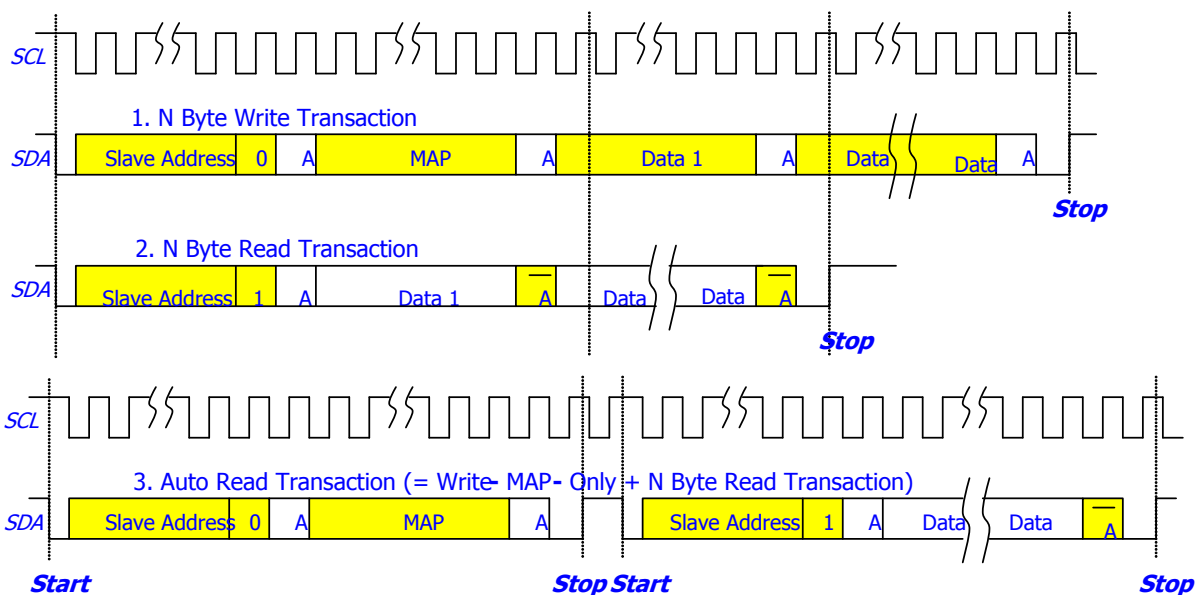 SCL
1. N Byte Write Transaction
SDA Slave Address 0 A MAP A Data 1 A Data Data A
Stop
2. N Byte Read Transaction
SDA Slave Address 1 A Data 1 A Data Data A
Stop
SCL
3. Auto Read Transaction (= Write- MAP- Only + N Byte Read Transaction)
SDA Slave Address 0 A MAP A Slave Address 1 A Data Data A
Start Stop Start Stop